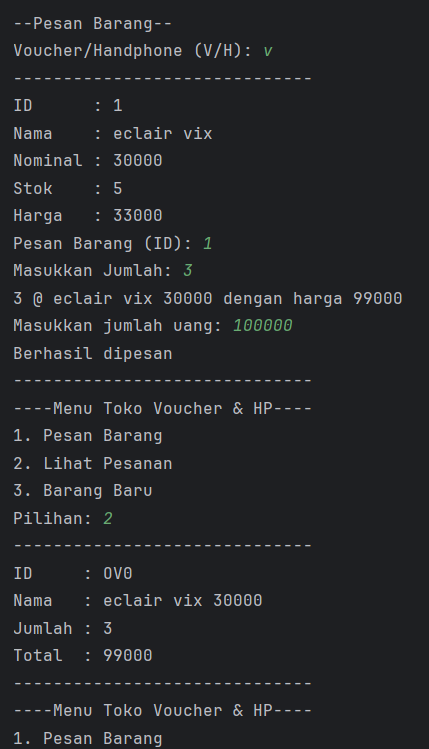 --Pesan Barang--
Voucher/Handphone (V/H): v
------------------------------
ID      : 1
Nama    : eclair vix
Nominal : 30000
Stok    : 5
Harga   : 33000
Pesan Barang (ID): 1
Masukkan Jumlah: 3
3 @ eclair vix 30000 dengan harga 99000
Masukkan jumlah uang: 100000
Berhasil dipesan
------------------------------
----Menu Toko Voucher & HP----
1. Pesan Barang
2. Lihat Pesanan
3. Barang Baru
Pilihan: 2
------------------------------
ID     : OV0
Nama   : eclair vix 30000
Jumlah : 3
Total  : 99000
------------------------------
----Menu Toko Voucher & HP----
1. Pesan Barang